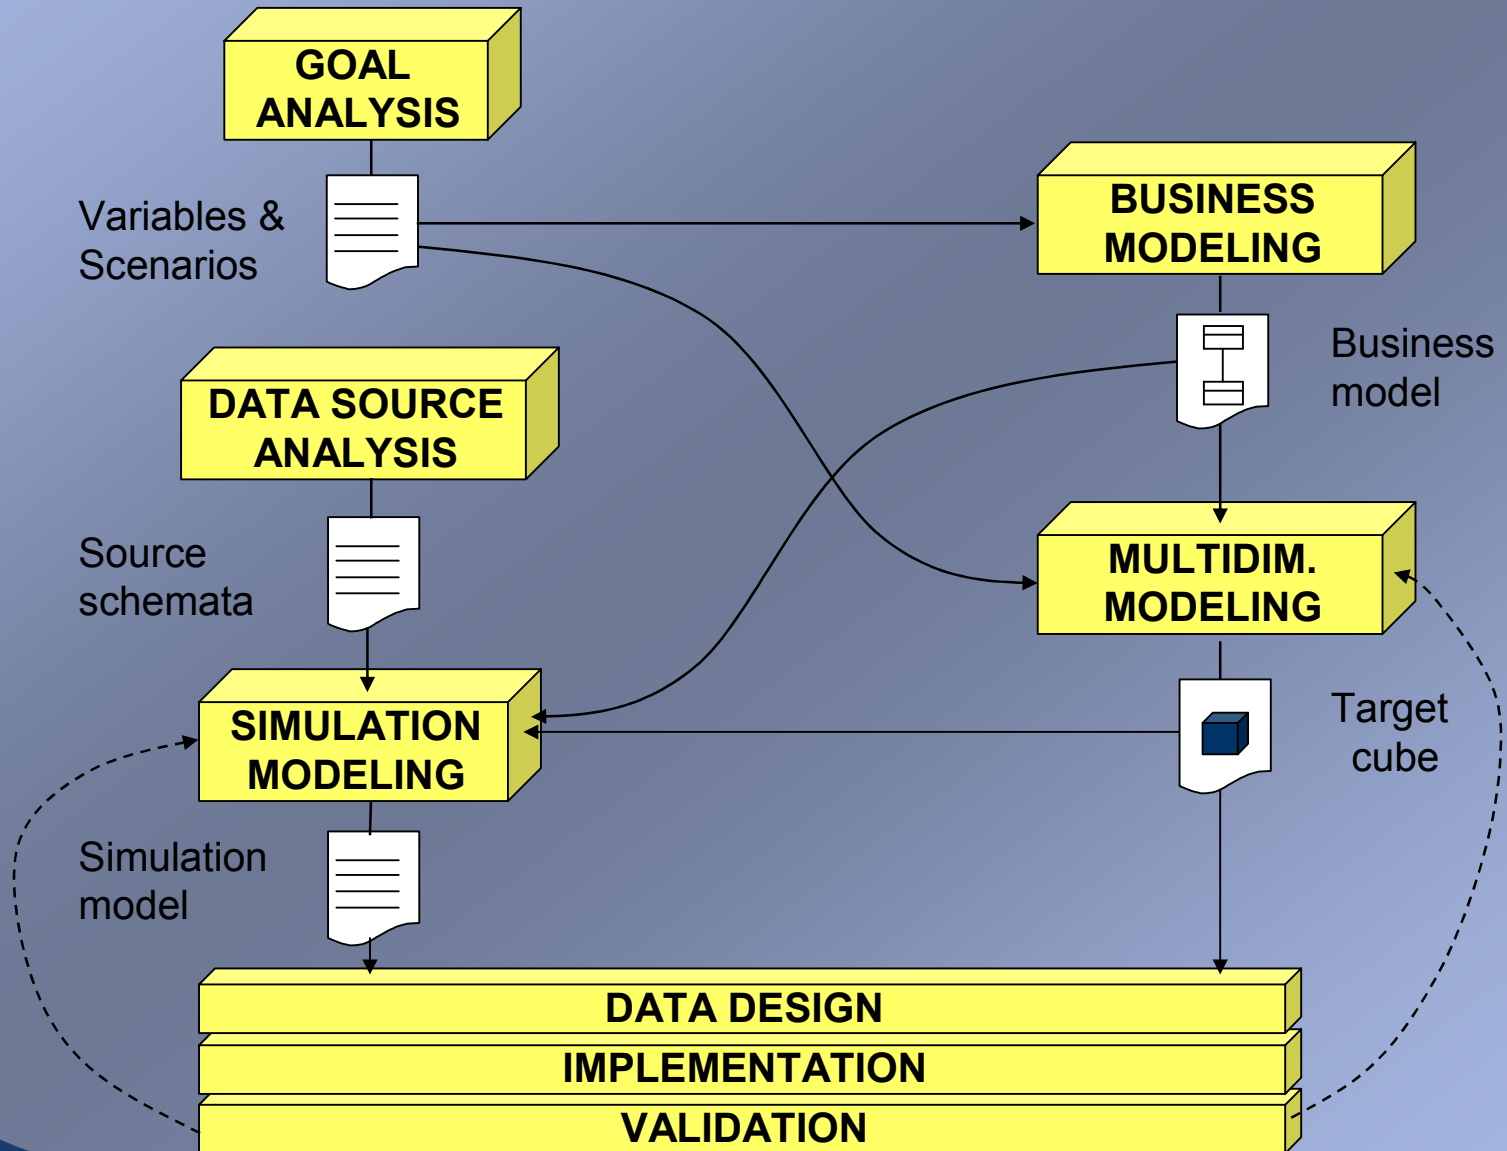 GOAL
ANALYSIS
Variables &
Scenarios
BUSINESS
MODELING
Business
model
DATA SOURCE
ANALYSIS
Source
schemata
MULTIDIM.
MODELING
SIMULATION
MODELING
Target
cube
Simulation
model
DATA DESIGN
IMPLEMENTATION
VALIDATION